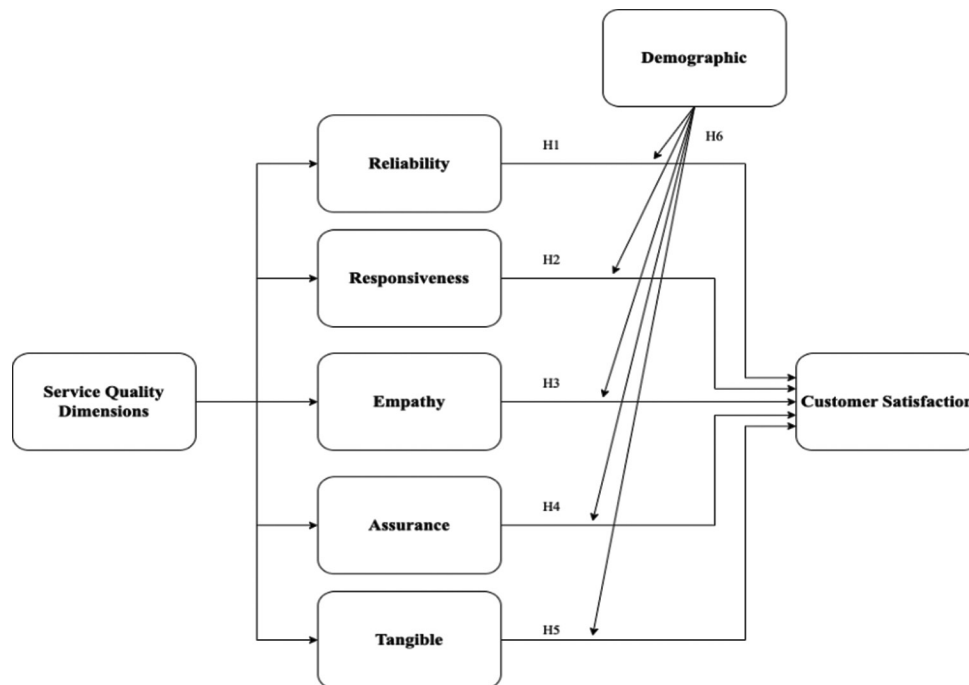 Demographic
H1
H6
Reliability
H2
Responsiveness
H3
Service Quality
Dimensions
Empathy
Customer Satisfaction
H4
Assurance
H5
Tangible